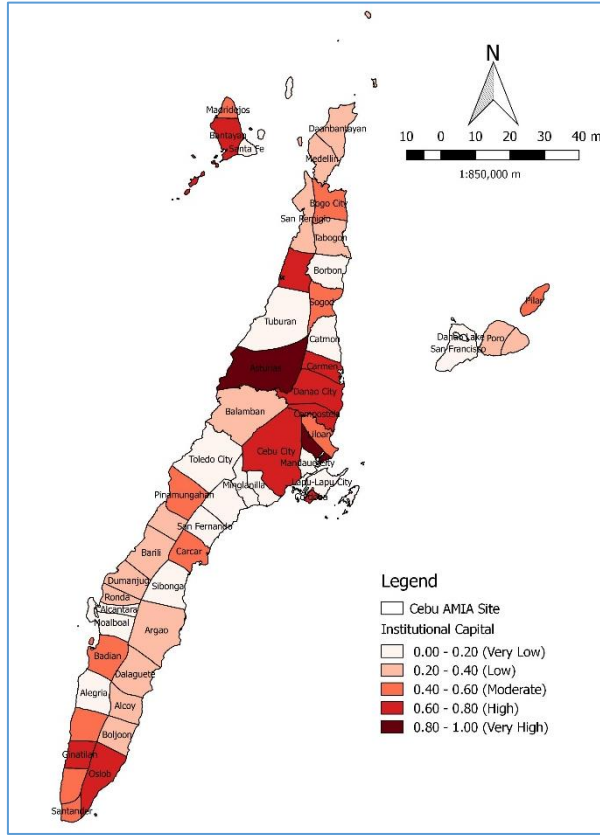 N
10 0 10 20 30 40 m
1:850,000 m
Madridejos
Bantayan
Santa Fe
Daanbantayan
Medellin
Bogo City
San Remigio
Tabogon
Borbon
Sogod
Tuburan
Catmon
Pilar
Danao Lake
Poro
San Francisco
Asturias
Carmen
Danao City
Balamban
Compostela
Liloan
Cebu City
Toledo City
Mandaue City
Lapu-Lapu City
Minglanilla
Cordoba
Pinamungahan
San Fernando
Carcar
Barili
Dumanjug
Sibonga
Ronda
Alcantara
Moalboal
Argao
Badian
Dalaguete
Alegria
Alcoy
Boljoon
Ginatilan
Oslob
Santander
Legend
Cebu AMIA Site
Institutional Capital
0.00 - 0.20 (Very Low)
0.20 - 0.40 (Low)
0.40 - 0.60 (Moderate)
0.60 - 0.80 (High)
0.80 - 1.00 (Very High)